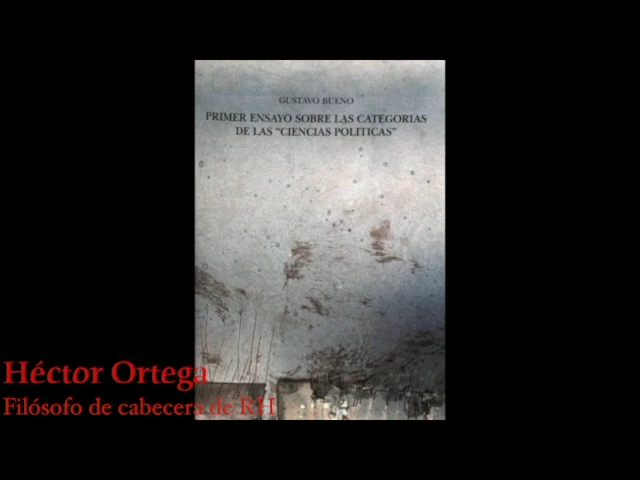 GUSTAVO BUENO
PRIMER ENSAYO SOBRE LAS CATEGORIAS
DE LAS "CIENCIAS POLITICAS"
Héctor Ortega
Filósofo de cabecera de RH